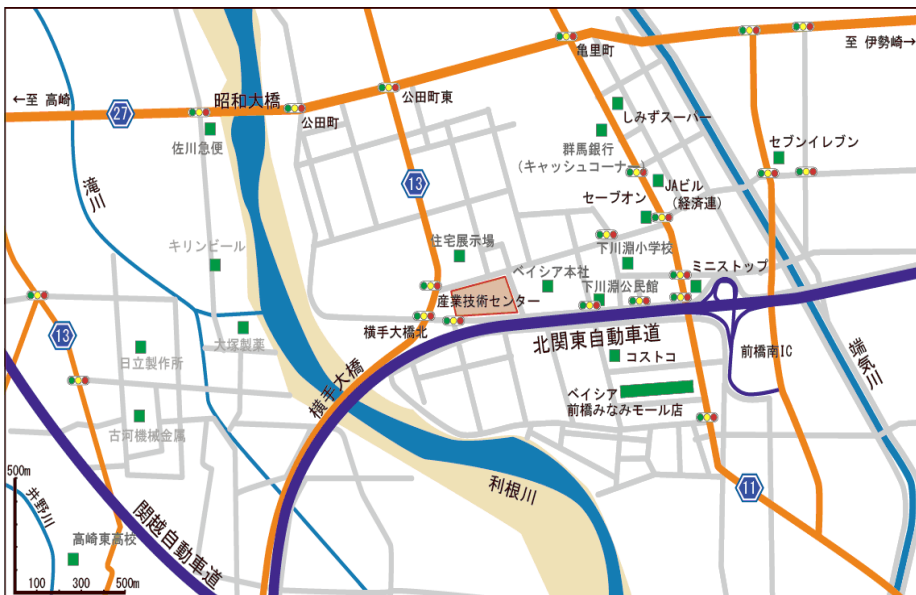 亀里町
至 伊勢崎→
←至 高崎
昭和大橋
公田町東
27
公田町
しみずスーパー
佐川急便
群馬銀行
(キャッシュコーナー)
セブンイレブン
滝川
13
JAビル
(経済連)
セーブオン
住宅展示場
下川淵小学校
キリンビール
ベイシア本社
ミニストップ
下川淵公民館
産業技術センター
横手大橋北
13
大塚製薬
北関東自動車道
前橋南IC
端気川
日立製作所
コストコ
横手大橋
ベイシア
前橋みなみモール店
古河機械金属
500m
利根川
11
井野川
関越自動車道
高崎東高校
100
300
500m